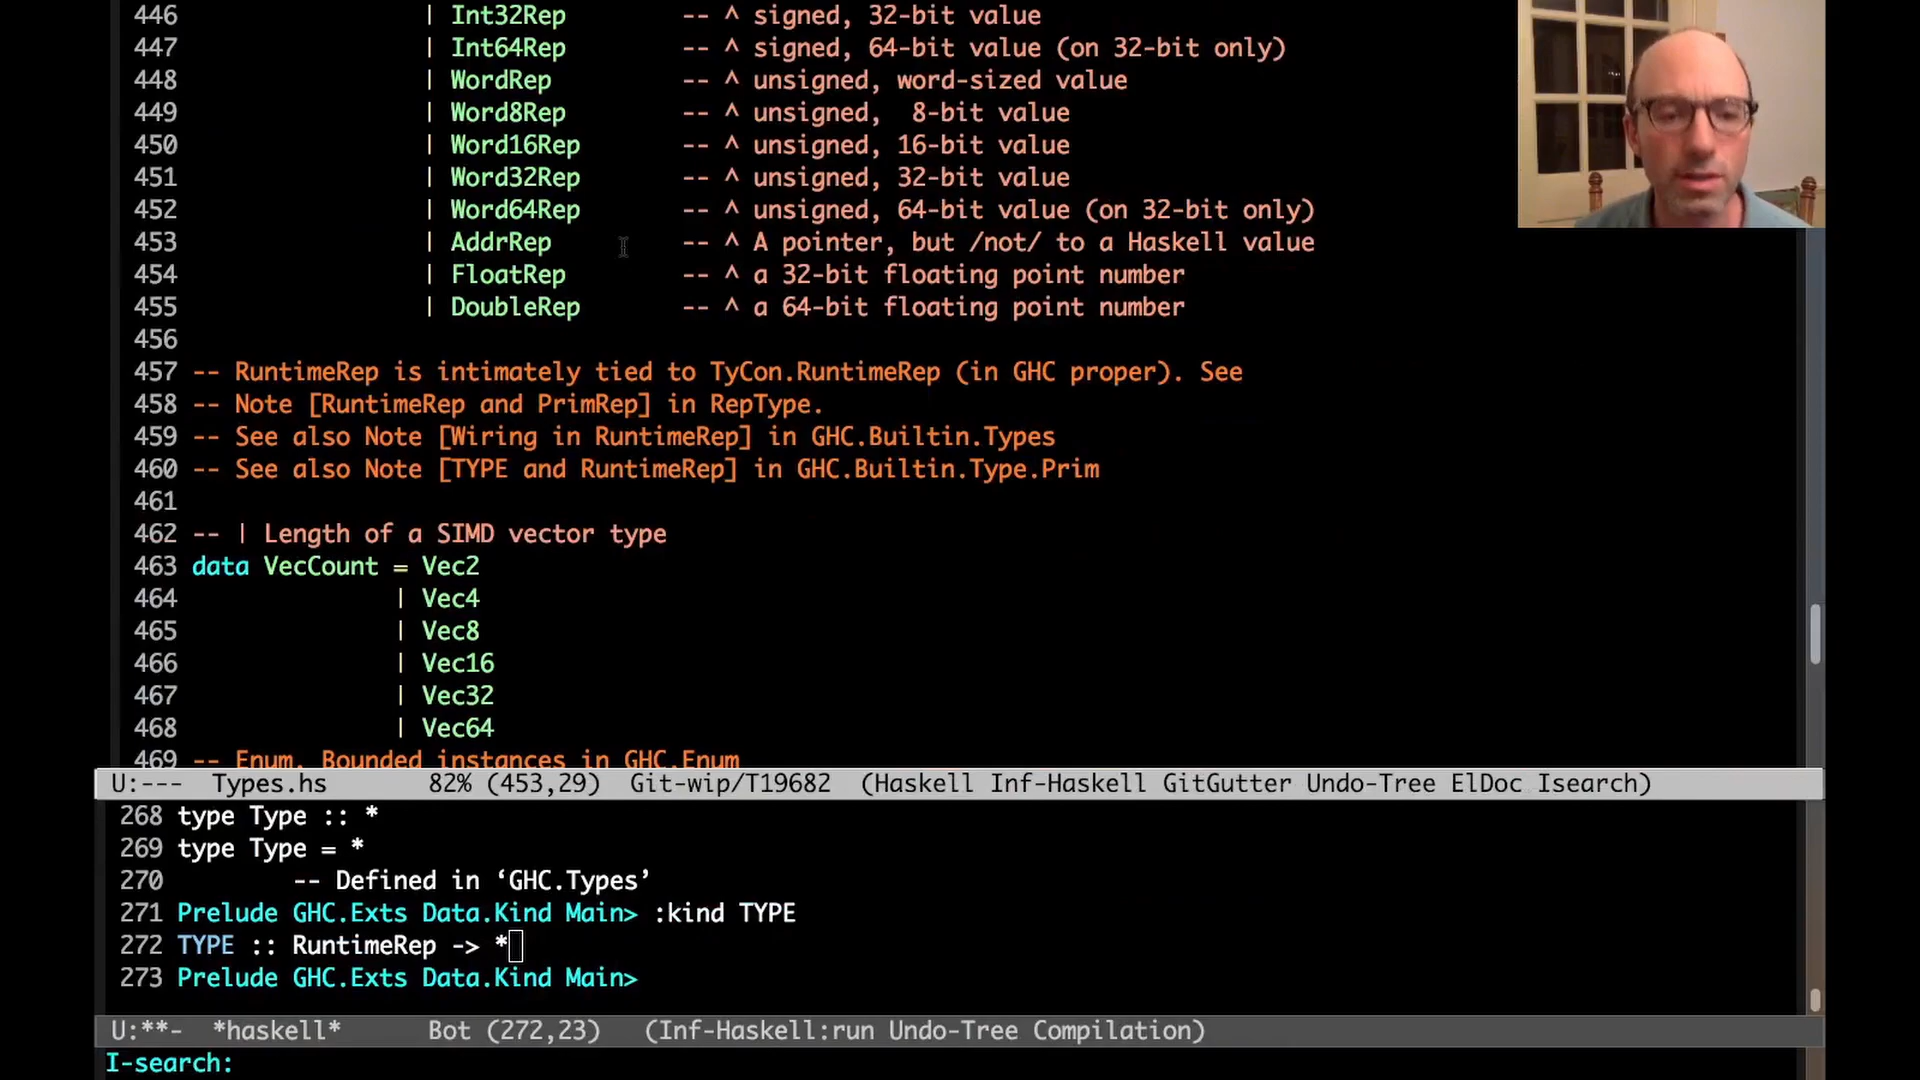 446                  | Int32Rep        -- ^ signed, 32-bit value
447                  | Int64Rep        -- ^ signed, 64-bit value (on 32-bit only)
448                  | WordRep         -- ^ unsigned, word-sized value
449                  | Word8Rep        -- ^ unsigned,  8-bit value
450                  | Word16Rep       -- ^ unsigned, 16-bit value
451                  | Word32Rep       -- ^ unsigned, 32-bit value
452                  | Word64Rep       -- ^ unsigned, 64-bit value (on 32-bit only)
453                  | AddrRep         -- ^ A pointer, but /not/ to a Haskell value
454                  | FloatRep        -- ^ a 32-bit floating point number
455                  | DoubleRep       -- ^ a 64-bit floating point number
456
457 -- RuntimeRep is intimately tied to TyCon.RuntimeRep (in GHC proper). See
458 -- Note [RuntimeRep and PrimRep] in RepType.
459 -- See also Note [Wiring in RuntimeRep] in GHC.Builtin.Types
460 -- See also Note [TYPE and RuntimeRep] in GHC.Builtin.Type.Prim
461
462 -- | Length of a SIMD vector type
463 data VecCount = Vec2
464               | Vec4
465               | Vec8
466               | Vec16
467               | Vec32
468               | Vec64
469 -- Enum, Bounded instances in GHC.Enum
U:---  Types.hs       82% (453,29)  Git-wip/T19682  (Haskell Inf-Haskell GitGutter Undo-Tree ElDoc Isearch)
268 type Type :: *
269 type Type = *
270         -- Defined in ‘GHC.Types’
271 Prelude GHC.Exts Data.Kind Main> :kind TYPE
272 TYPE :: RuntimeRep -> *
273 Prelude GHC.Exts Data.Kind Main>
U:**-  *haskell*      Bot (272,23)   (Inf-Haskell:run Undo-Tree Compilation)
I-search: